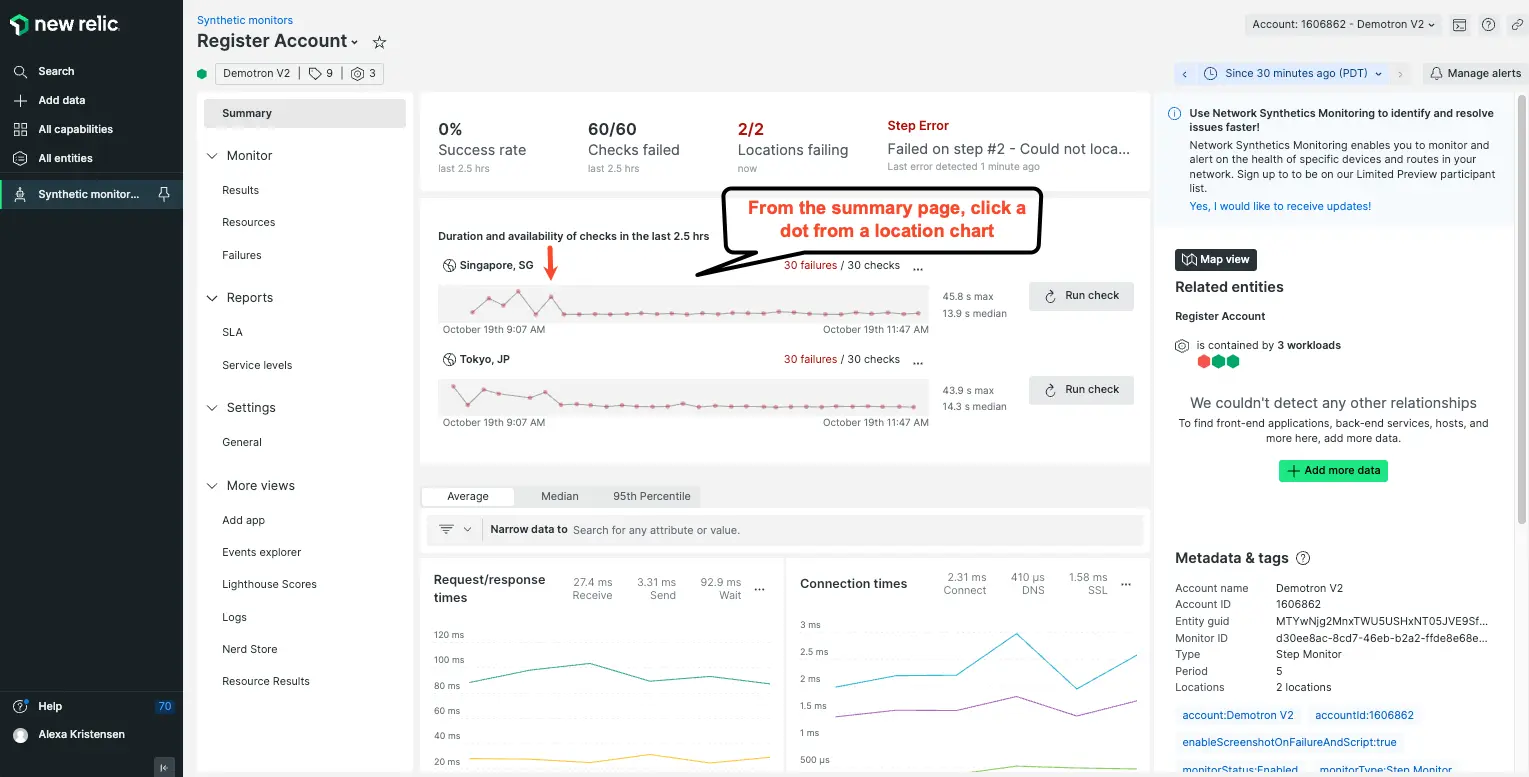 new relic.
Search
Add data
All capabilities
All entities
Synthetic monitor...
Help
70
Alexa Kristensen
Synthetic monitors
Register Account
Demotron V2
9
3
Account: 1606862 - Demotron V2
Since 30 minutes ago (PDT)
Manage alerts
Summary
Monitor
Results
Resources
Failures
Reports
SLA
Service levels
Settings
General
More views
Add app
Events explorer
Lighthouse Scores
Logs
Nerd Store
Resource Results
0%
Success rate
last 2.5 hrs
60/60
Checks failed
last 2.5 hrs
2/2
Locations failing
now
Step Error
Failed on step #2 - Could not loca...
Last error detected 1 minute ago
From the summary page, click a
dot from a location chart
Duration and availability of checks in the last 2.5 hrs
Singapore, SG
30 failures / 30 checks
...
45.8 s max
13.9 s median
Run check
October 19th 9:07 AM
October 19th 11:47 AM
Tokyo, JP
30 failures / 30 checks
...
43.9 s max
14.3 s median
Run check
October 19th 9:07 AM
October 19th 11:47 AM
Average
Median
95th Percentile
Narrow data to
Search for any attribute or value.
Request/response
times
27.4 ms
Receive
3.31 ms
Send
92.9 ms
Wait
...
120 ms
100 ms
80 ms
60 ms
40 ms
20 ms
Connection times
2.31 ms
Connect
410 µs
DNS
1.58 ms
SSL
...
3 ms
2.5 ms
2 ms
1.5 ms
1 ms
500 µs
Use Network Synthetics Monitoring to identify and resolve
issues faster!
Network Synthetics Monitoring enables you to monitor and
alert on the health of specific devices and routes in your
network. Sign up to to be on our Limited Preview participant
list.
Yes, I would like to receive updates!
Map view
Related entities
Register Account
is contained by 3 workloads
We couldn't detect any other relationships
To find front-end applications, back-end services, hosts, and
more here, add more data.
Add more data
Metadata & tags
Account name Demotron V2
Account ID 1606862
Entity guid MTYwNjg2MnxTWU5USHxNT05JVE9Sf...
Monitor ID d30ee8ac-8cd7-46eb-b2a2-ffde8e68e...
Type Step Monitor
Period 5
Locations 2 locations
account:Demotron V2
accountId:1606862
enableScreenshotOnFailureAndScript:true
monitorStatus:Enabled
monitorType:Step Monitor